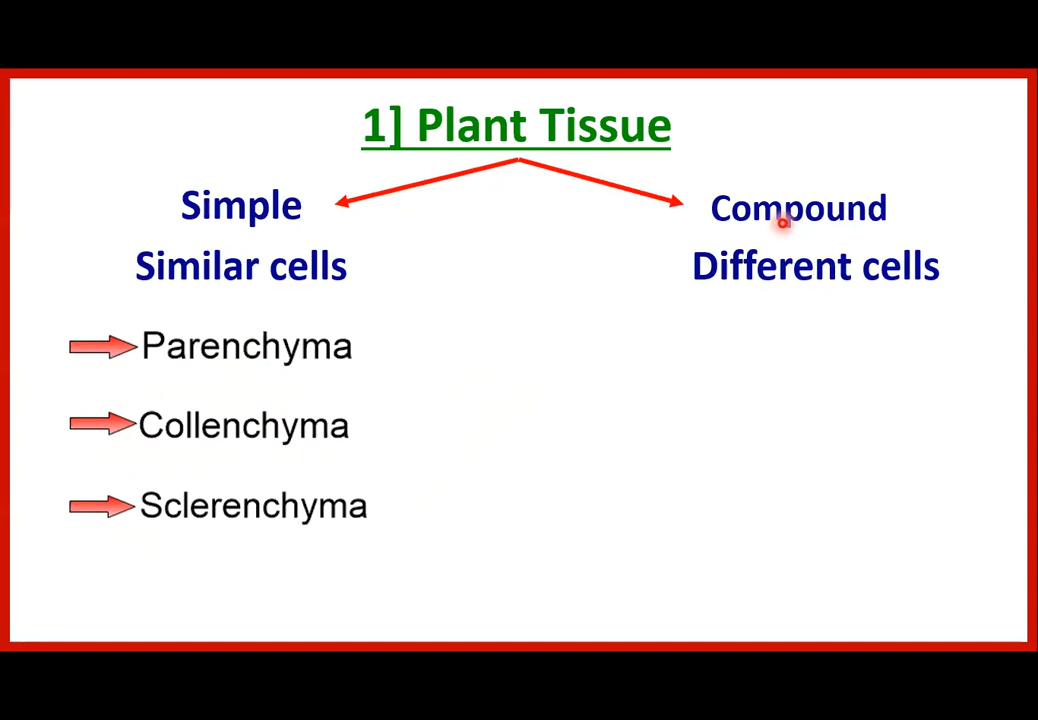 1] Plant Tissue
Simple
Compound
Similar cells
Different cells
Parenchyma
Collenchyma
Sclerenchyma